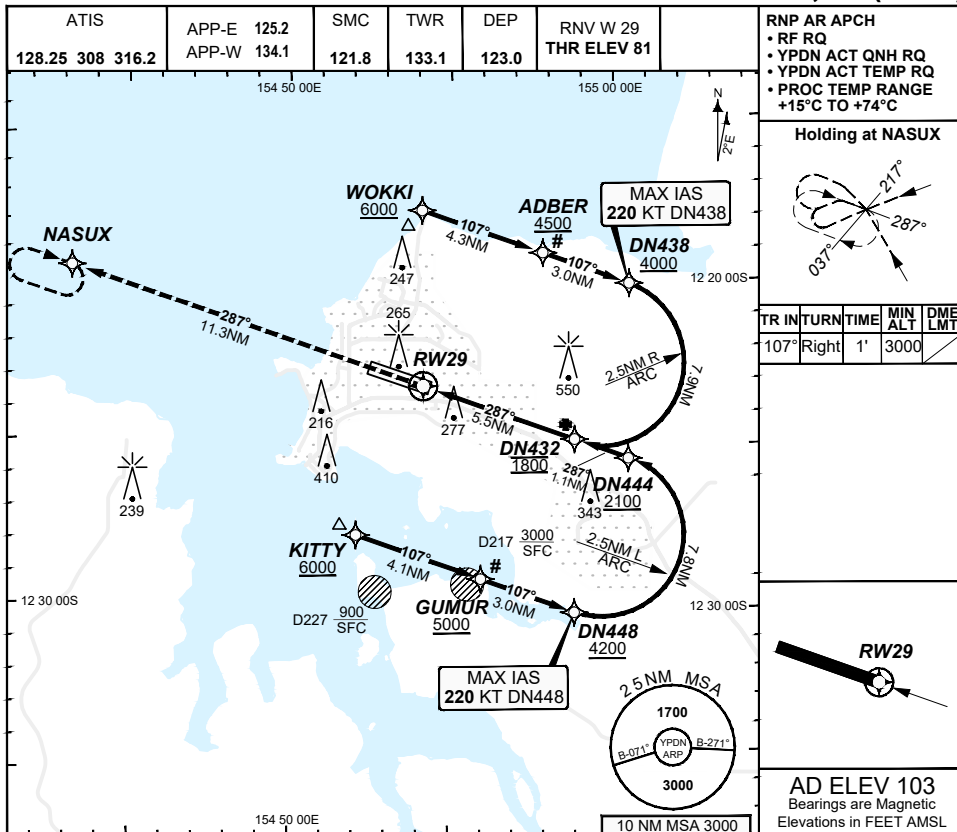 ATIS
128.25 308 316.2
APP-E 125.2
APP-W 134.1
SMC
121.8
TWR
133.1
DEP
123.0
RNV W 29
THR ELEV 81
RNP AR APCH
• RF RQ
• YPDN ACT QNH RQ
• YPDN ACT TEMP RQ
• PROC TEMP RANGE
+15°C TO +74°C
154 50 00E
155 00 00E
N
2°E
Holding at NASUX
217°
287°
037°
TR IN TURN TIME MIN ALT DME LMT
107° Right 1' 3000
WOKKI
6000
107°
4.3NM
ADBER
4500
#
107°
3.0NM
MAX IAS
220 KT DN438
DN438
4000
12 20 00S
NASUX
287°
11.3NM
247
265
RW29
550
2.5NM R
ARC
7.9NM
216
277
287°
5.5NM
410
DN432
1800
287°
1.1NM
DN444
2100
343
239
KITTY
6000
107°
4.1NM
D217 3000
SFC
2.5NM L
ARC
7.8NM
#
107°
3.0NM
GUMUR
5000
12 30 00S
12 30 00S
D227 900
SFC
DN448
4200
MAX IAS
220 KT DN448
25NM MSA
1700
YPDN
ARP
B-071°
B-271°
3000
10 NM MSA 3000
154 50 00E
RW29
AD ELEV 103
Bearings are Magnetic
Elevations in FEET AMSL